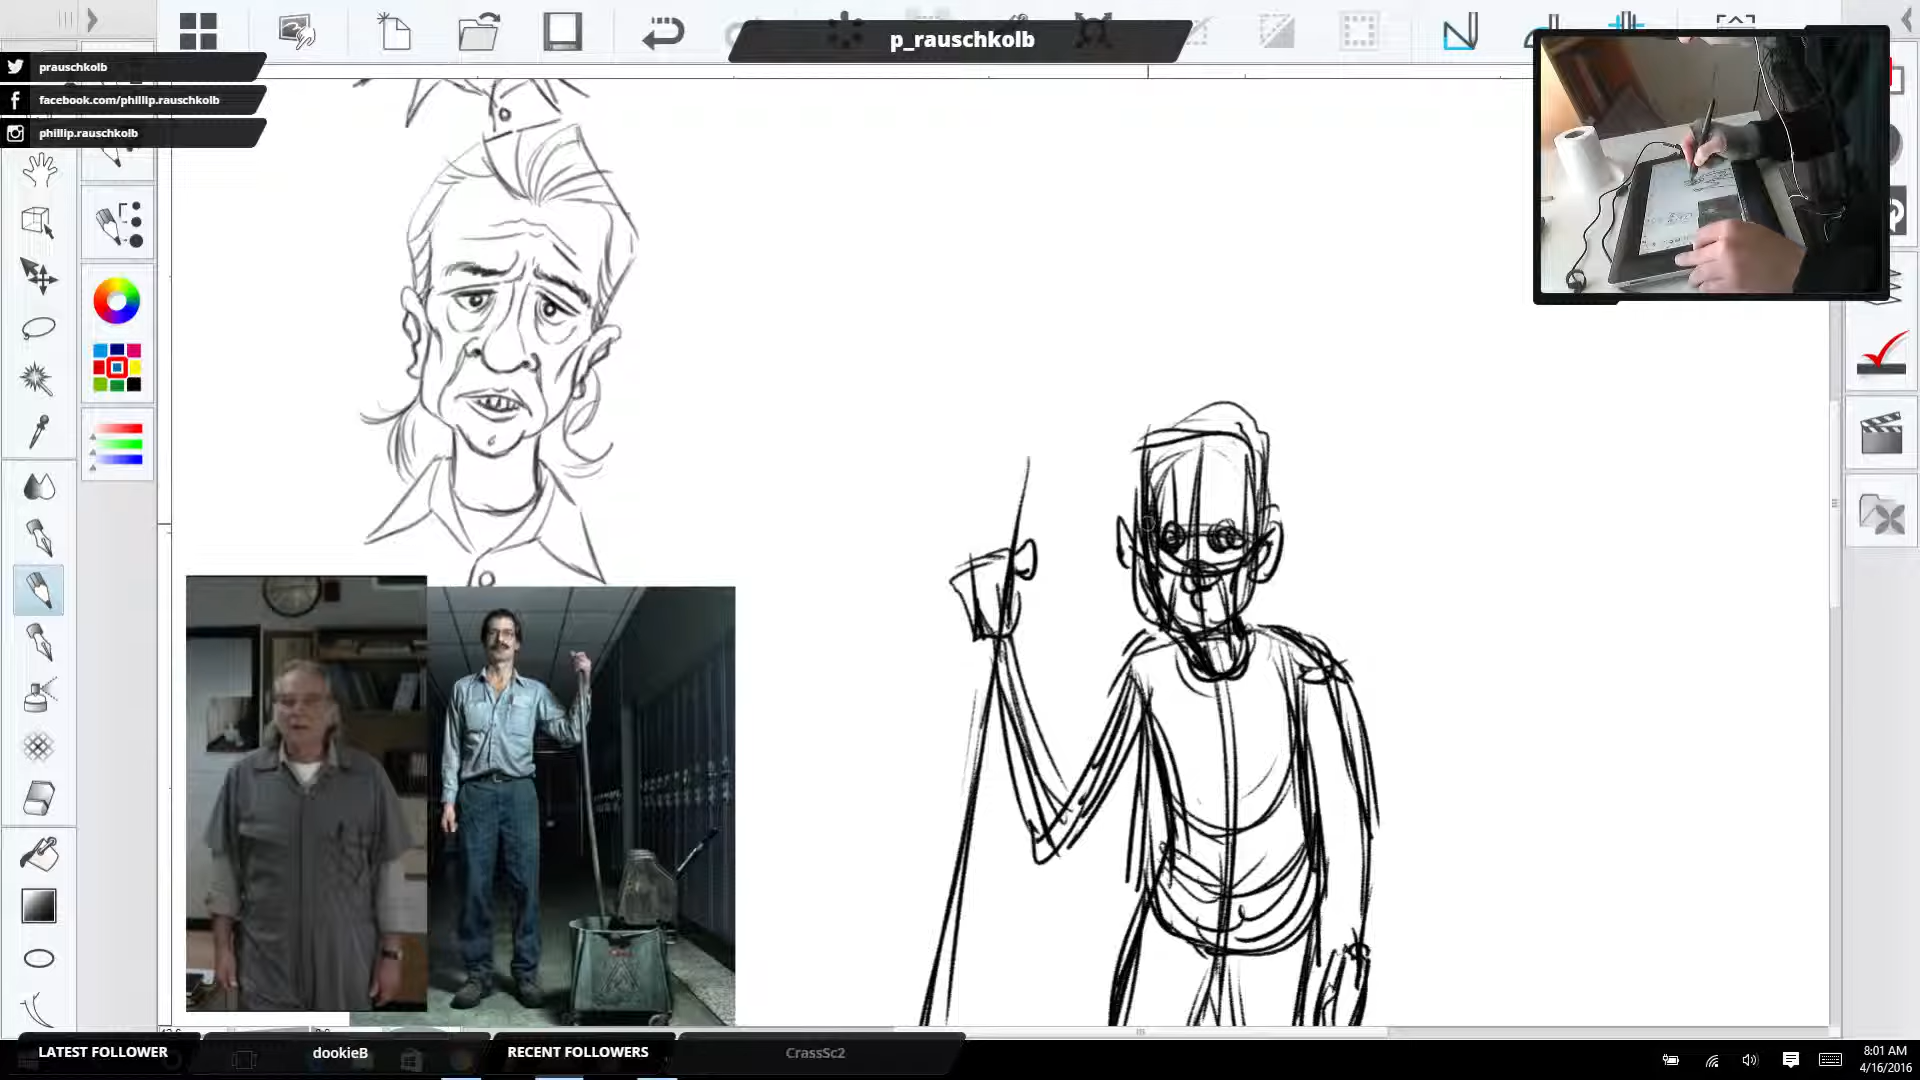 p_rauschkolb
prauschkolb
facebook.com/phillip.rauschkolb
phillip.rauschkolb
LATEST FOLLOWER
dookieB
RECENT FOLLOWERS
CrassSc2
8:01 AM
4/16/2016